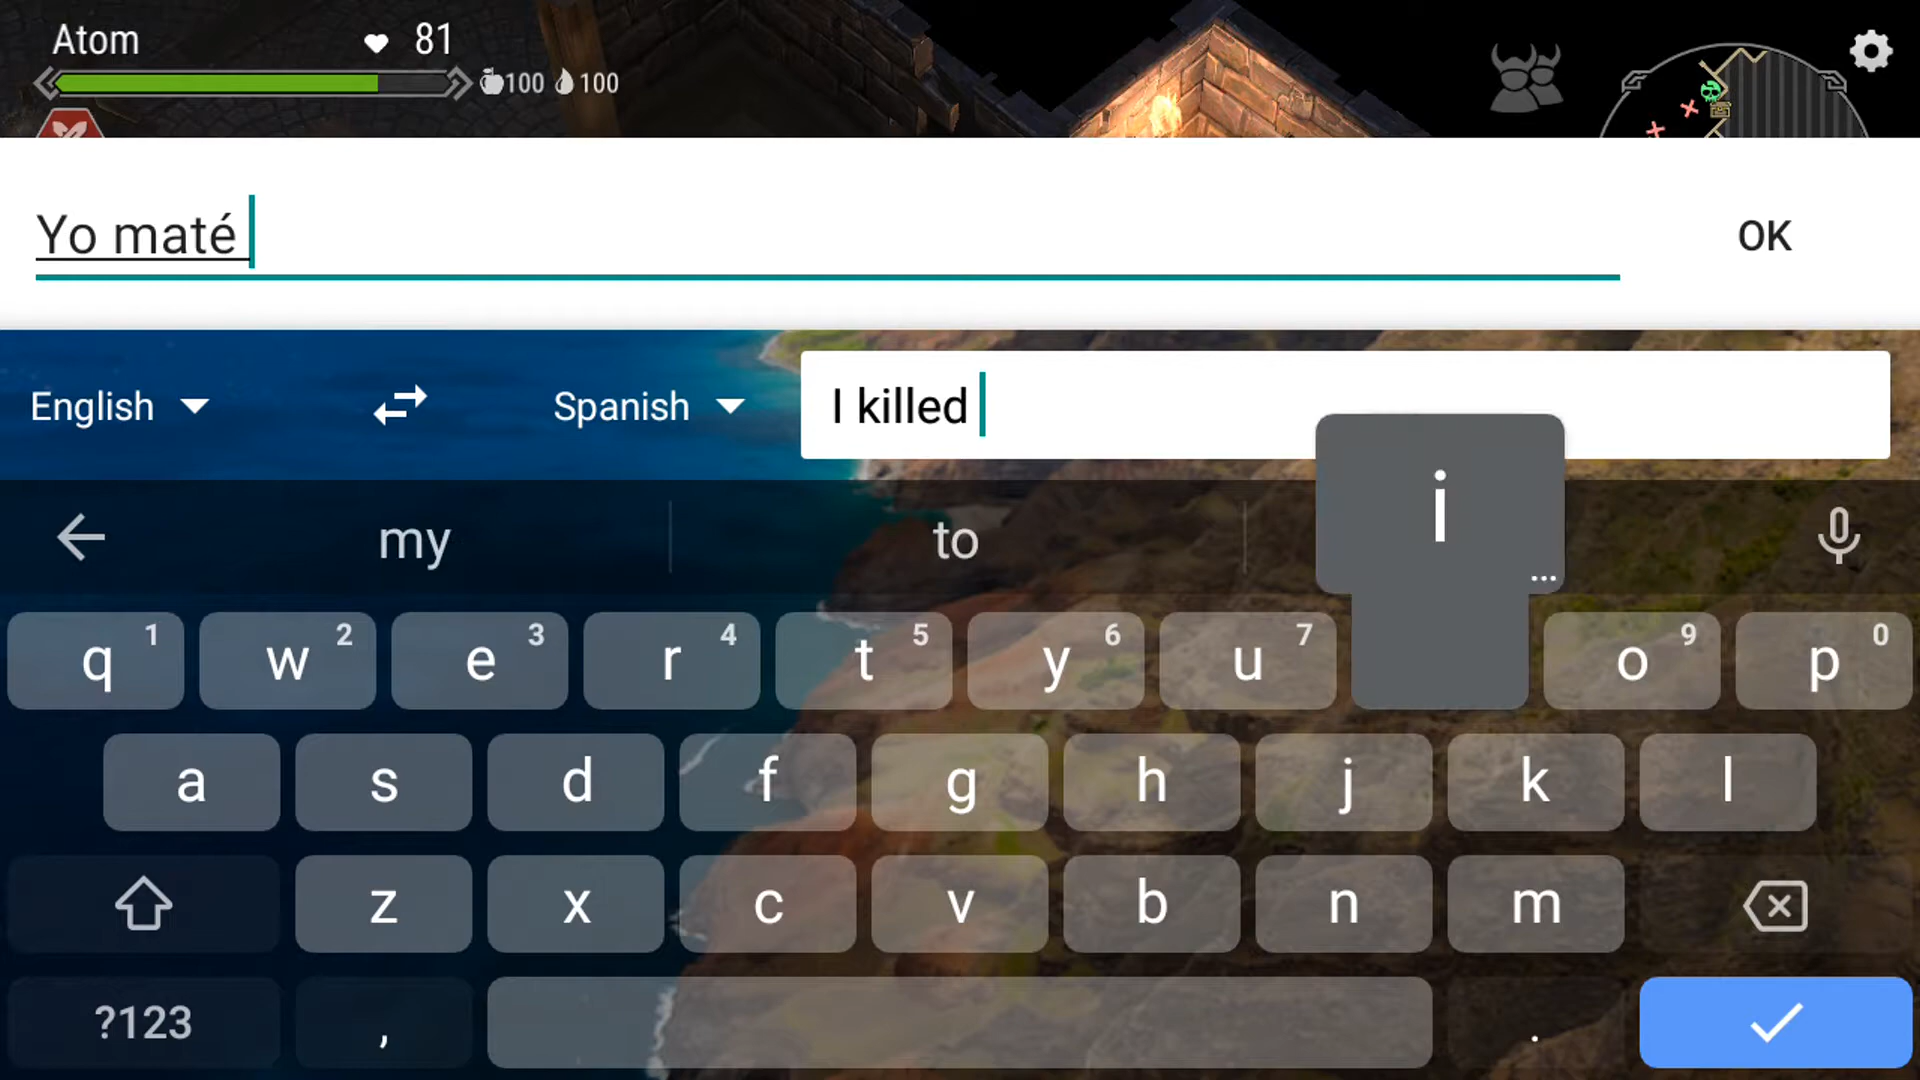 Atom 81
100 100
Yo maté
OK
English Spanish I killed
my to
i
...
q 1 w 2 e 3 r 4 t 5 y 6 u 7 o 9 p 0
a s d f g h j k l
z x c v b n m
?123 , .